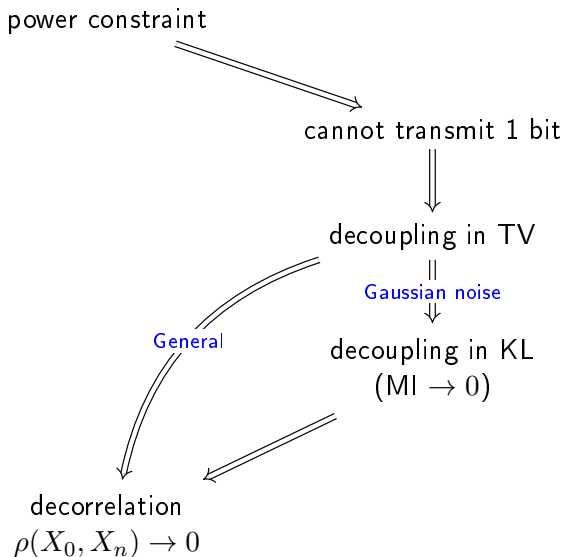 power constraint
cannot transmit 1 bit
decoupling in TV
Gaussian noise
General
decoupling in KL
(MI → 0)
decorrelation
ρ(X₀, Xₙ) → 0